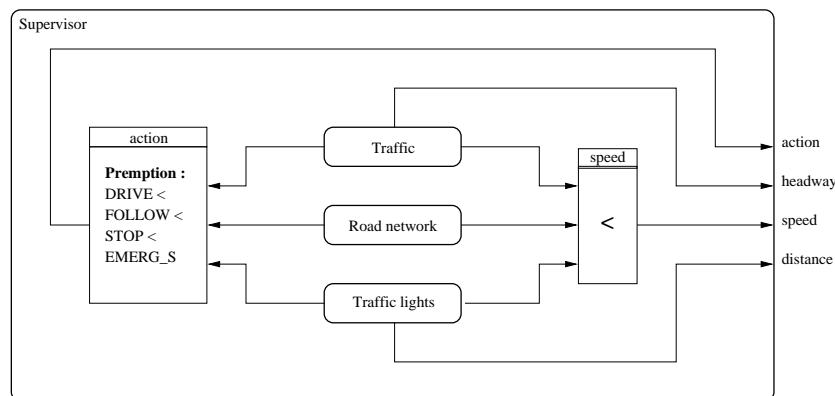 Supervisor
action
Premption :
DRIVE <
FOLLOW <
STOP <
EMERG_S
Traffic
Road network
Traffic lights
speed
<
action
headway
speed
distance